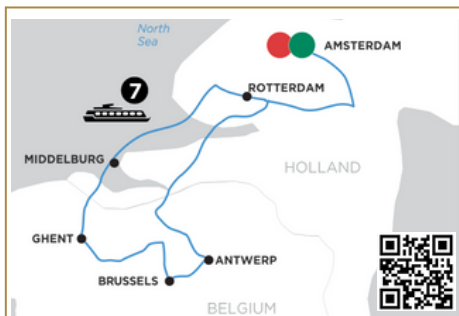 North
Sea
AMSTERDAM
7
ROTTERDAM
MIDDELBURG
HOLLAND
GHENT
ANTWERP
BRUSSELS
BELGIUM